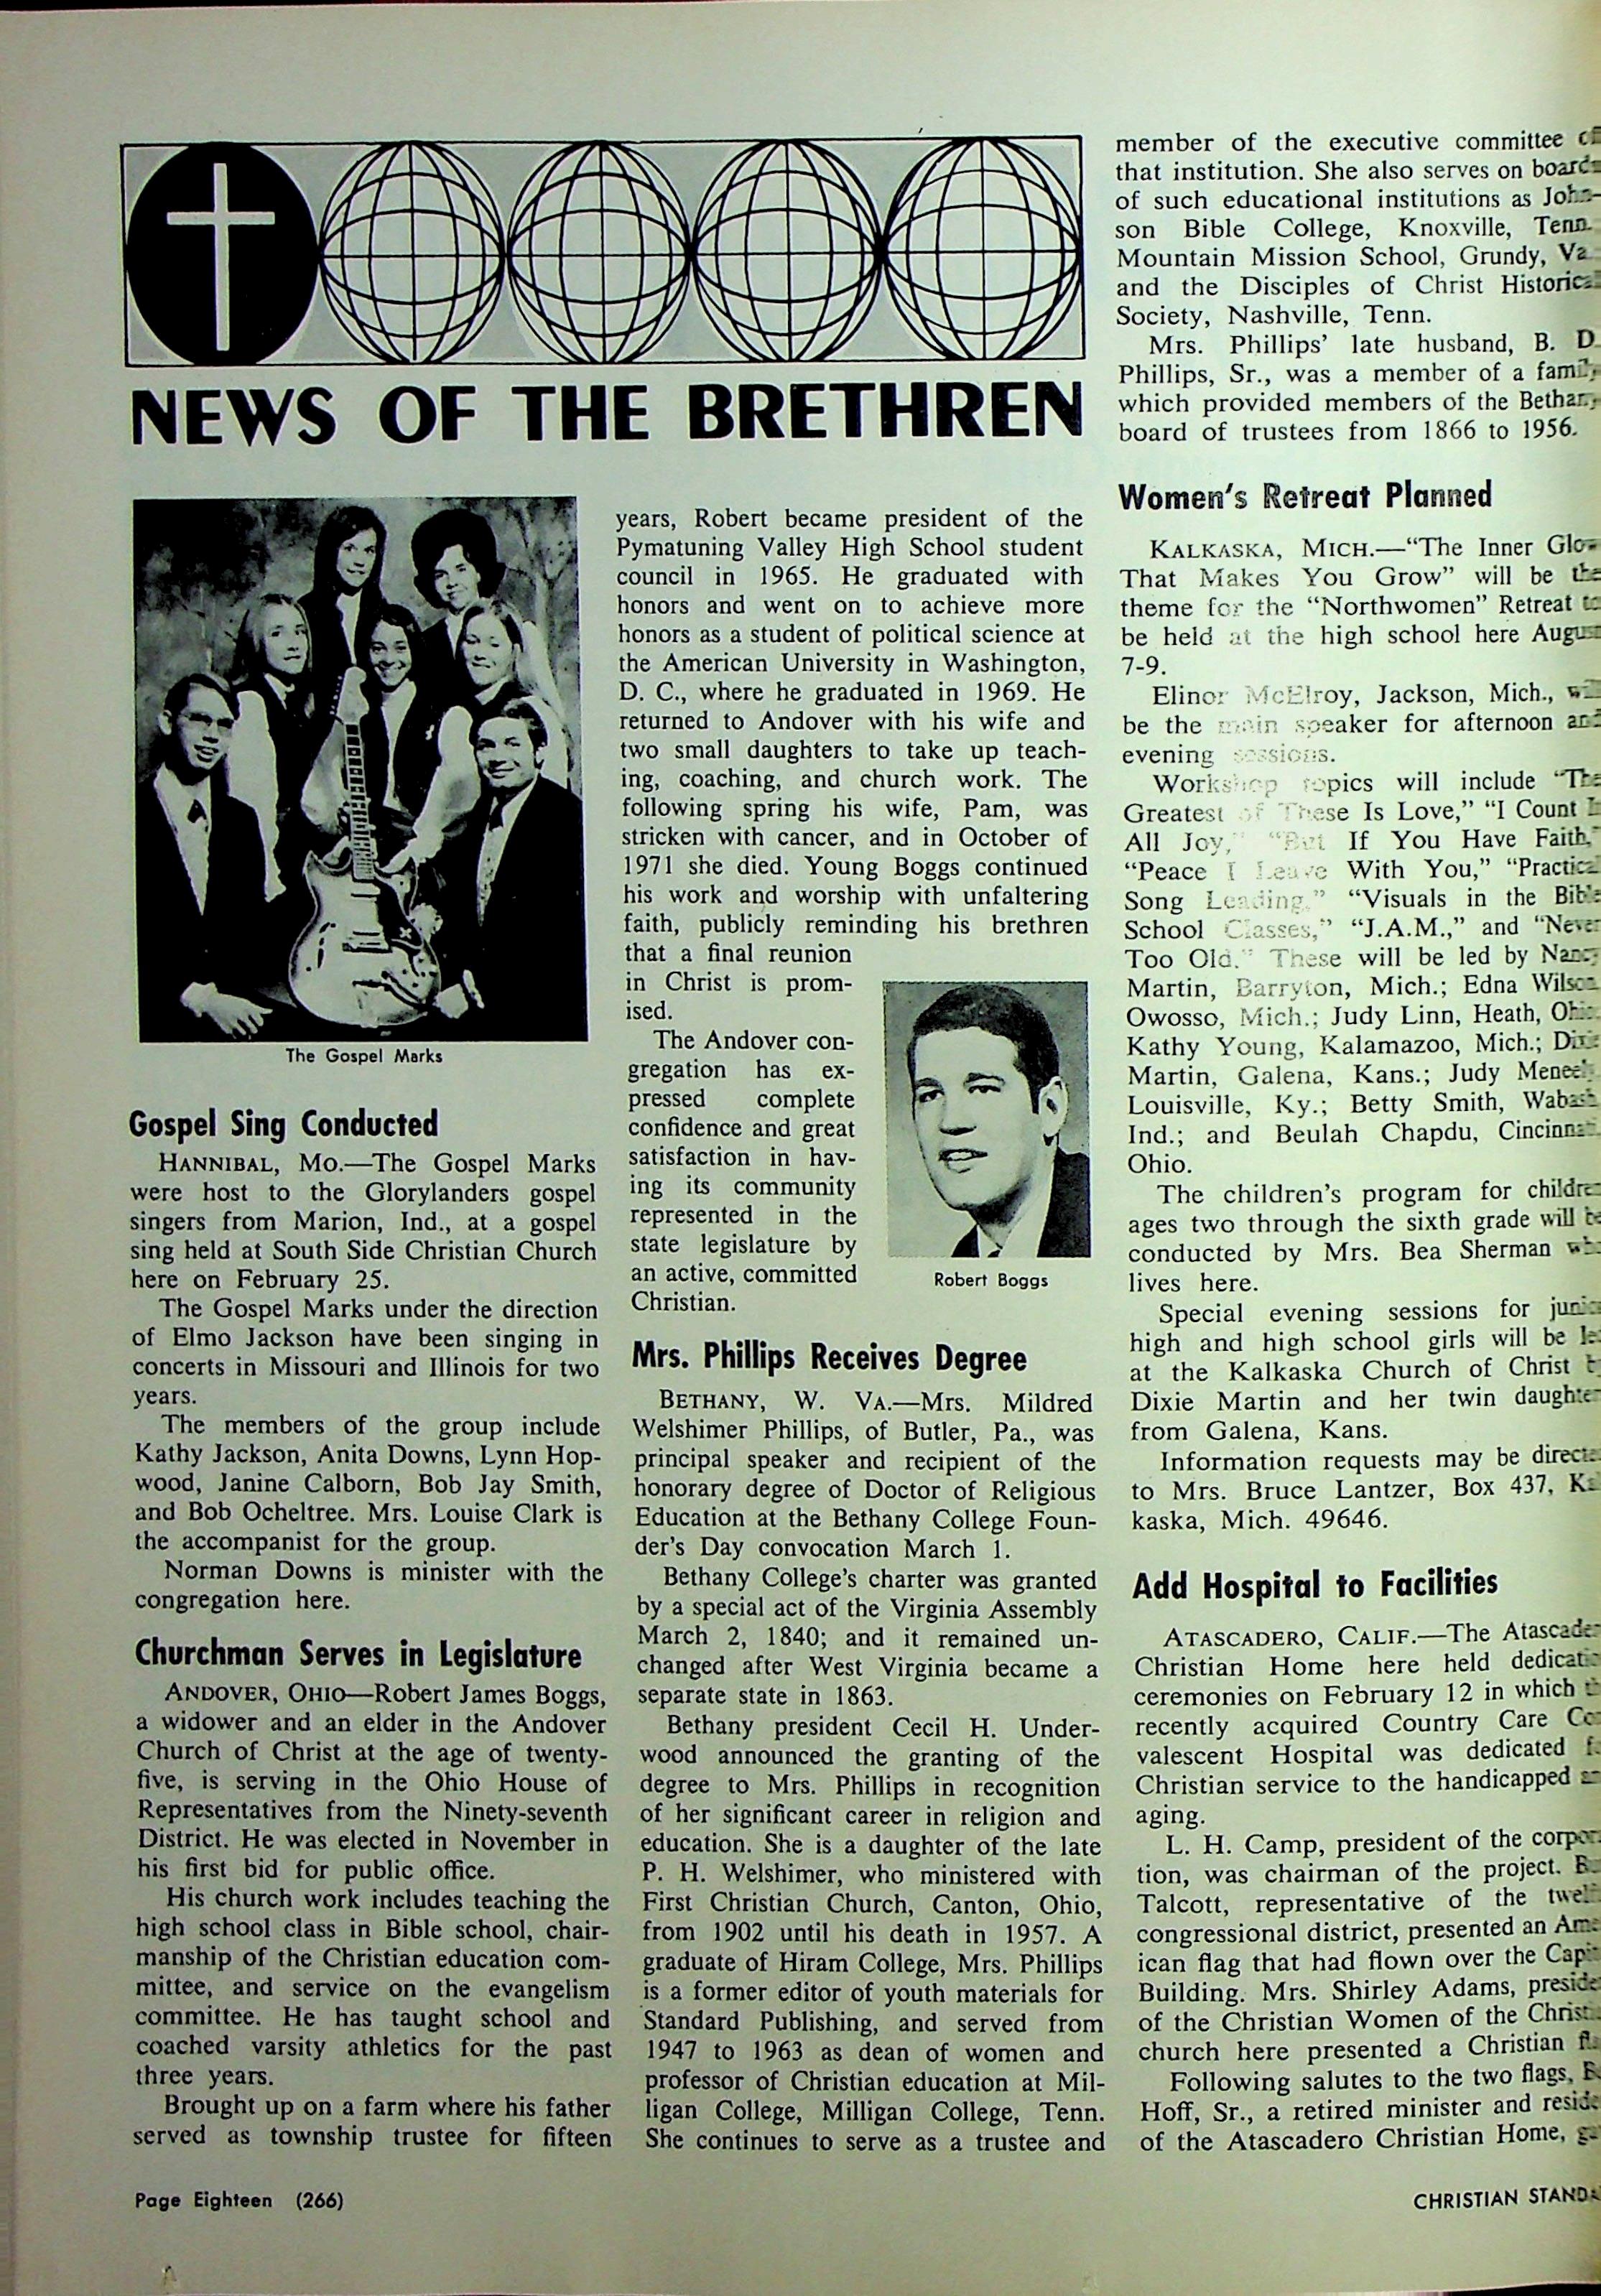 NEWS OF THE BRETHREN
The Gospel Marks
Gospel Sing Conducted
HANNIBAL, MO.—The Gospel Marks
were host to the Glorylanders gospel
singers from Marion, Ind., at a gospel
sing held at South Side Christian Church
here on February 25.
The Gospel Marks under the direction
of Elmo Jackson have been singing in
concerts in Missouri and Illinois for two
years.
The members of the group include
Kathy Jackson, Anita Downs, Lynn Hop-
wood, Janine Calborn, Bob Jay Smith,
and Bob Ocheltree. Mrs. Louise Clark is
the accompanist for the group.
Norman Downs is minister with the
congregation here.
Churchman Serves in Legislature
ANDOVER, OHIO—Robert James Boggs,
a widower and an elder in the Andover
Church of Christ at the age of twenty-
five, is serving in the Ohio House of
Representatives from the Ninety-seventh
District. He was elected in November in
his first bid for public office.
His church work includes teaching the
high school class in Bible school, chair-
manship of the Christian education com-
mittee, and service on the evangelism
committee. He has taught school and
coached varsity athletics for the past
three years.
Brought up on a farm where his father
served as township trustee for fifteen
years, Robert became president of the
Pymatuning Valley High School student
council in 1965. He graduated with
honors and went on to achieve more
honors as a student of political science at
the American University in Washington,
D. C., where he graduated in 1969. He
returned to Andover with his wife and
two small daughters to take up teach-
ing, coaching, and church work. The
following spring his wife, Pam, was
stricken with cancer, and in October of
1971 she died. Young Boggs continued
his work and worship with unfaltering
faith, publicly reminding his brethren
that a final reunion
in Christ is prom-
ised.
The Andover con-
gregation has ex-
pressed complete
confidence and great
satisfaction in hav-
ing its community
represented in the
state legislature by
an active, committed
Christian.
Robert Boggs
Mrs. Phillips Receives Degree
BETHANY, W. VA.—Mrs. Mildred
Welshimer Phillips, of Butler, Pa., was
principal speaker and recipient of the
honorary degree of Doctor of Religious
Education at the Bethany College Foun-
der's Day convocation March 1.
Bethany College's charter was granted
by a special act of the Virginia Assembly
March 2, 1840; and it remained un-
changed after West Virginia became a
separate state in 1863.
Bethany president Cecil H. Under-
wood announced the granting of the
degree to Mrs. Phillips in recognition
of her significant career in religion and
education. She is a daughter of the late
P. H. Welshimer, who ministered with
First Christian Church, Canton, Ohio,
from 1902 until his death in 1957. A
graduate of Hiram College, Mrs. Phillips
is a former editor of youth materials for
Standard Publishing, and served from
1947 to 1963 as dean of women and
professor of Christian education at Mil-
ligan College, Milligan College, Tenn.
She continues to serve as a trustee and
member of the executive committee of
that institution. She also serves on boards
of such educational institutions as John-
son Bible College, Knoxville, Tenn.
Mountain Mission School, Grundy, Va
and the Disciples of Christ Historical
Society, Nashville, Tenn.
Mrs. Phillips' late husband, B. D.
Phillips, Sr., was a member of a family
which provided members of the Bethany
board of trustees from 1866 to 1956.
Women's Retreat Planned
KALKASKA, MICH.—"The Inner Glow
That Makes You Grow" will be the
theme for the "Northwomen" Retreat to
be held at the high school here August
7-9.
Elinor McElroy, Jackson, Mich., will
be the main speaker for afternoon and
evening sessions.
Workshop topics will include "The
Greatest of These Is Love," "I Count It
All Joy," "But If You Have Faith,"
"Peace I Leave With You," "Practical
Song Leading," "Visuals in the Bible
School Classes," "J.A.M.," and "Never
Too Old." These will be led by Nancy
Martin, Barryton, Mich.; Edna Wilson
Owosso, Mich.; Judy Linn, Heath, Ohio
Kathy Young, Kalamazoo, Mich.; Dixie
Martin, Galena, Kans.; Judy
Louisville, Ky.; Betty Smith, Wabash
Ind.; and Beulah Chapdu, Cincinnati
Ohio.
The children's program for children
ages two through the sixth grade will be
conducted by Mrs. Bea Sherman who
lives here.
Special evening sessions for junior
high and high school girls will be
at the Kalkaska Church of Christ
Dixie Martin and her twin daughters
from Galena, Kans.
Information requests may be directed
to Mrs. Bruce Lantzer, Box 437,
kaska, Mich. 49646.
Add Hospital to Facilities
ATASCADERO, CALIF.—The
Christian Home here held
ceremonies on February 12 in which
recently acquired Country Care
valescent Hospital was dedicated
Christian service to the handicapped
aging.
L. H. Camp, president of the
tion, was chairman of the project.
Talcott, representative of the
congressional district, presented an
ican flag that had flown over the
Building. Mrs. Shirley Adams,
of the Christian Women of the
church here presented a Christian
Following salutes to the two flags,
Hoff, Sr., a retired minister and
of the Atascadero Christian Home,
Page Eighteen (266)
CHRISTIAN